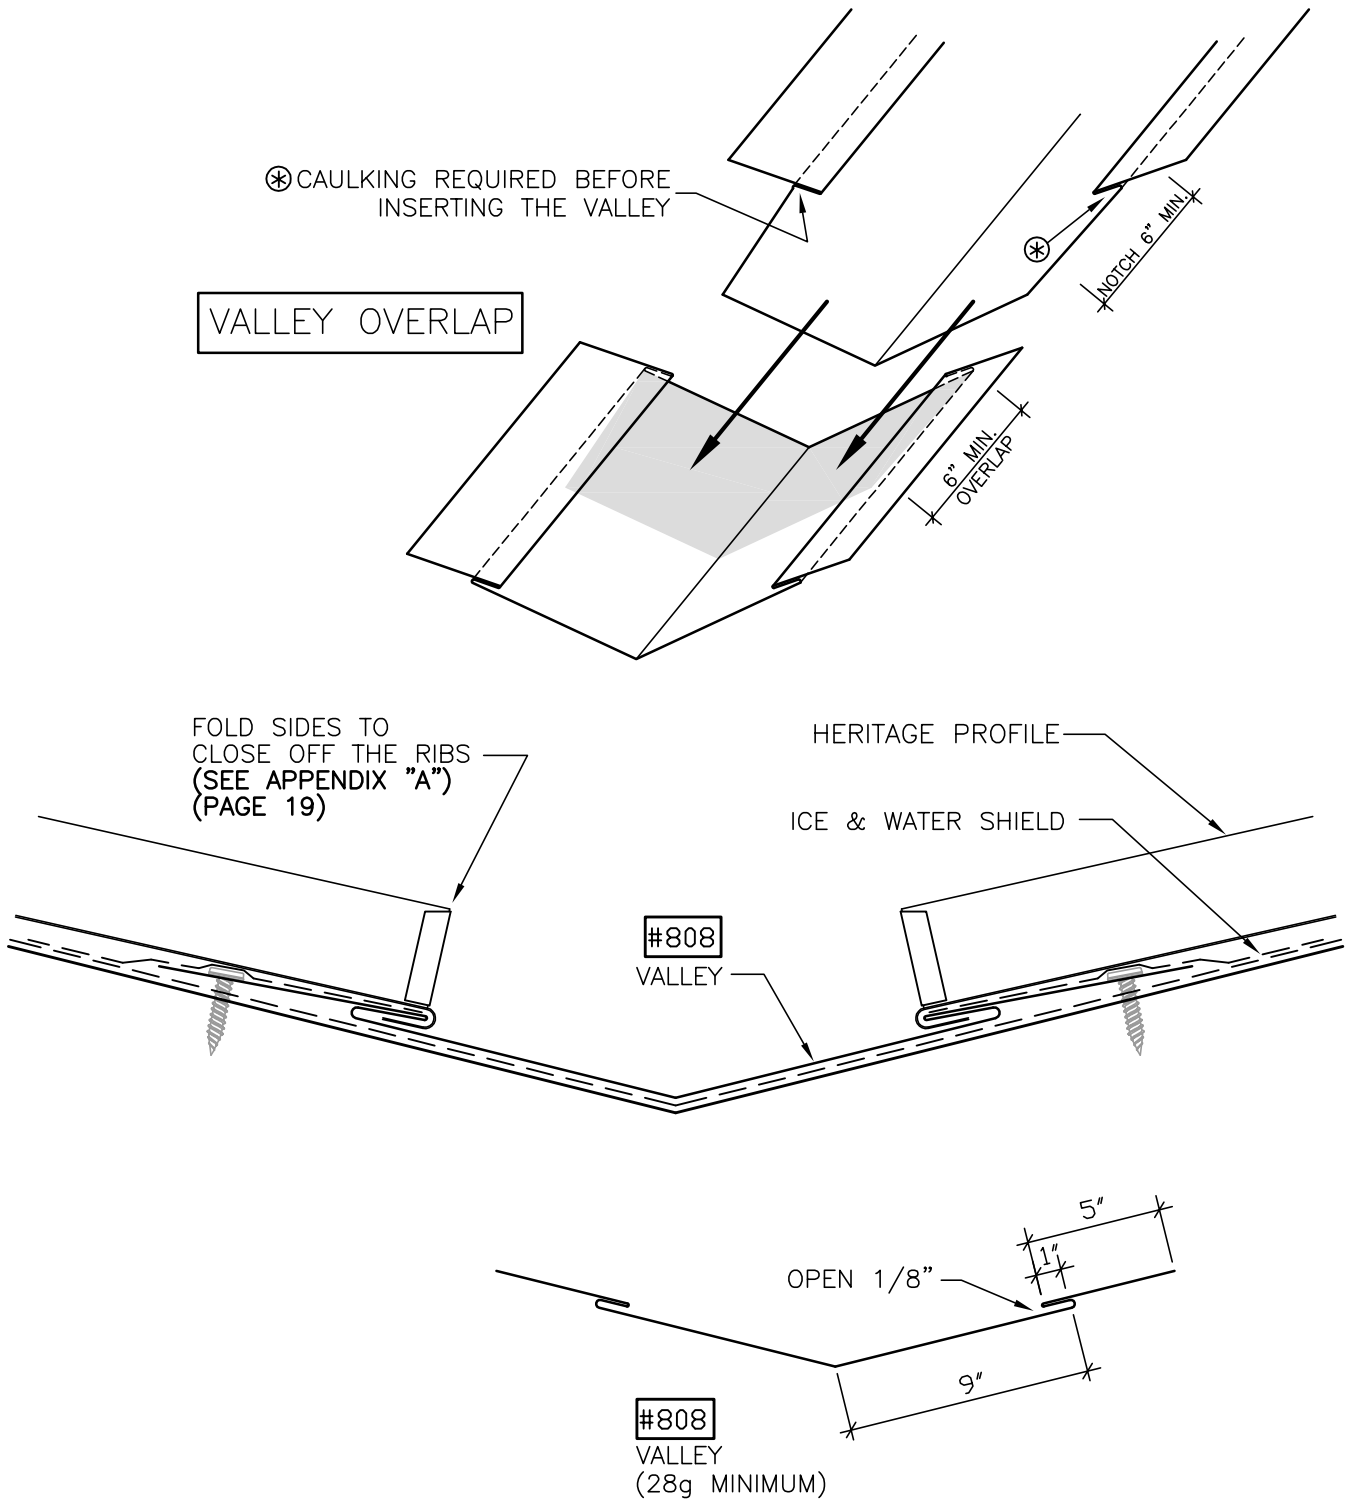 ⊛ CAULKING REQUIRED BEFORE
INSERTING THE VALLEY
⊛
NOTCH 6" MIN.
VALLEY OVERLAP
6" MIN.
OVERLAP
FOLD SIDES TO
CLOSE OFF THE RIBS
(SEE APPENDIX "A")
(PAGE 19)
HERITAGE PROFILE
ICE & WATER SHIELD
#808
VALLEY
5"
1"
OPEN 1/8"
9"
#808
VALLEY
(28g MINIMUM)